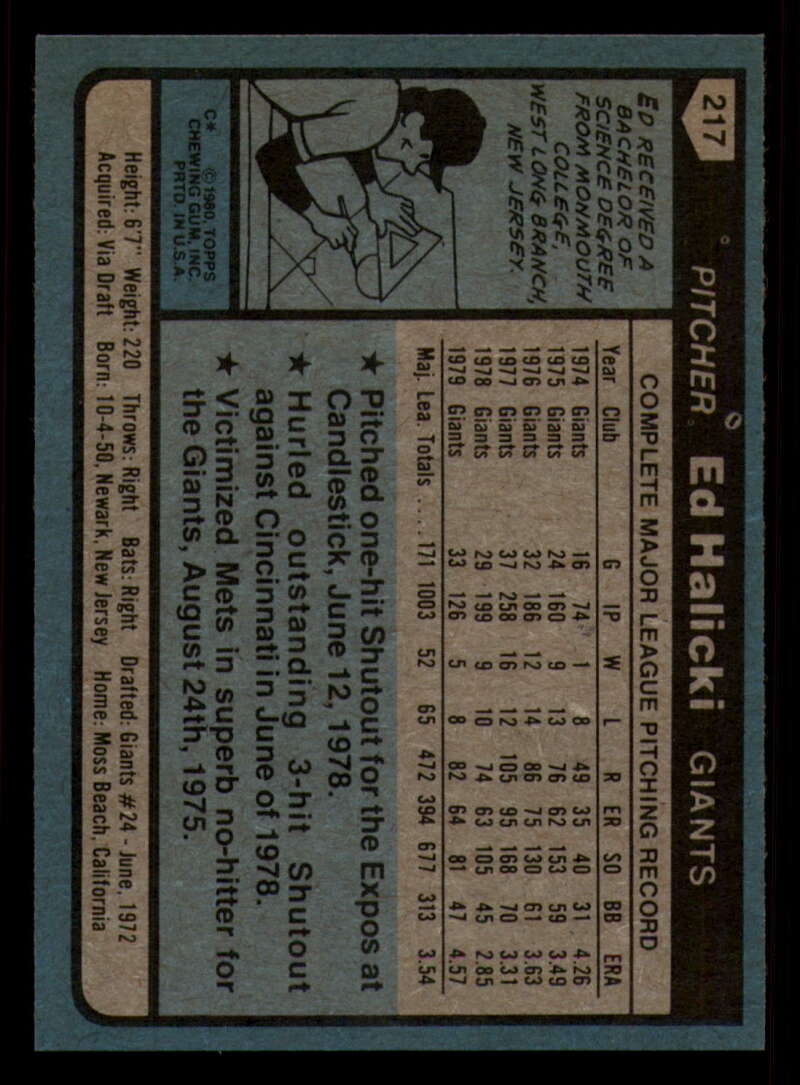 217
PITCHER Ed Halicki GIANTS
ED RECEIVED A
BACHELOR OF
SCIENCE DEGREE
FROM MONMOUTH
COLLEGE,
WEST LONG BRANCH,
NEW JERSEY.
C* © 1980, TOPPS
CHEWING GUM, INC.
PRTD. IN U.S.A.
COMPLETE MAJOR LEAGUE PITCHING RECORD
Year Club G IP W L R ER SO BB ERA
1974 Giants 16 74 1 8 49 35 40 31 4.26
1975 Giants 24 160 9 13 76 62 153 59 3.49
1976 Giants 32 186 12 14 86 75 130 61 3.63
1977 Giants 37 258 16 12 105 95 168 70 3.31
1978 Giants 29 199 9 10 74 63 105 45 2.85
1979 Giants 33 126 5 8 82 64 81 47 4.57
Maj. Lea. Totals .... 171 1003 52 65 472 394 677 313 3.54
★ Pitched one-hit Shutout for the Expos at
Candlestick, June 12, 1978.
★ Hurled outstanding 3-hit Shutout
against Cincinnati in June of 1978.
★ Victimized Mets in superb no-hitter for
the Giants, August 24th, 1975.
Height: 6'7" Weight: 220 Throws: Right Bats: Right Drafted: Giants #24 - June, 1972
Acquired: Via Draft Born: 10-4-50, Newark, New Jersey Home: Moss Beach, California